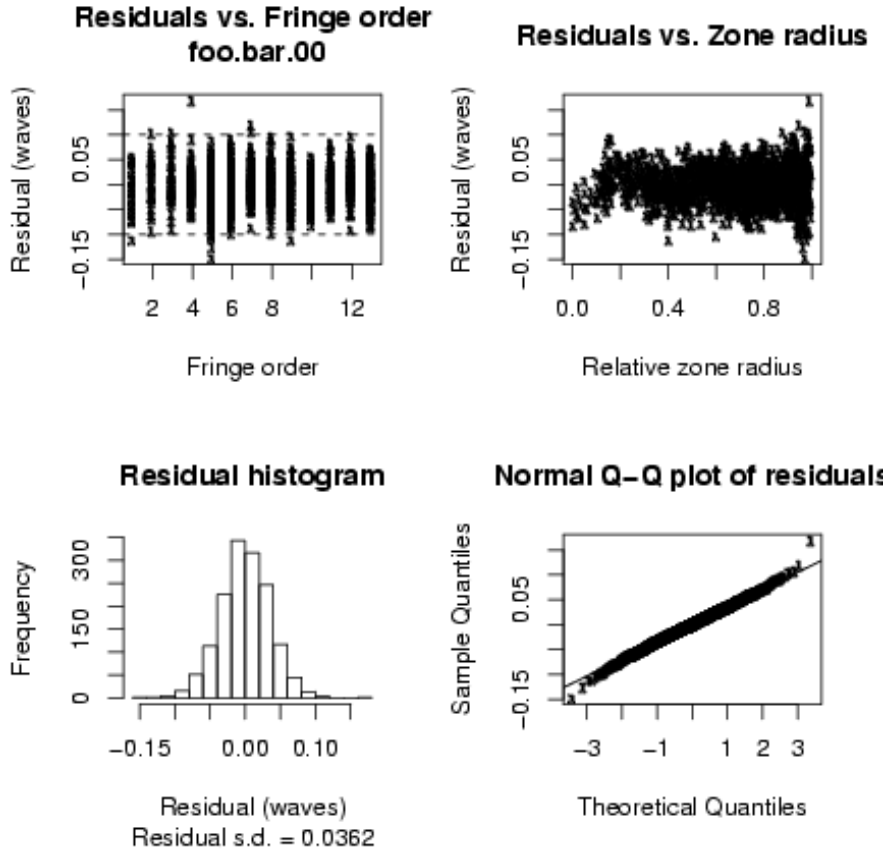 Residuals vs. Fringe order
foo.bar.00
Residual (waves)
0.05
−0.15
2 4 6 8 12
Fringe order
Residuals vs. Zone radius
Residual (waves)
0.05
−0.15
0.0 0.4 0.8
Relative zone radius
Residual histogram
Frequency
300
150
0
−0.15 0.00 0.10
Residual (waves)
Residual s.d. = 0.0362
Normal Q−Q plot of residuals
Sample Quantiles
0.05
−0.15
−3 −1 1 2 3
Theoretical Quantiles